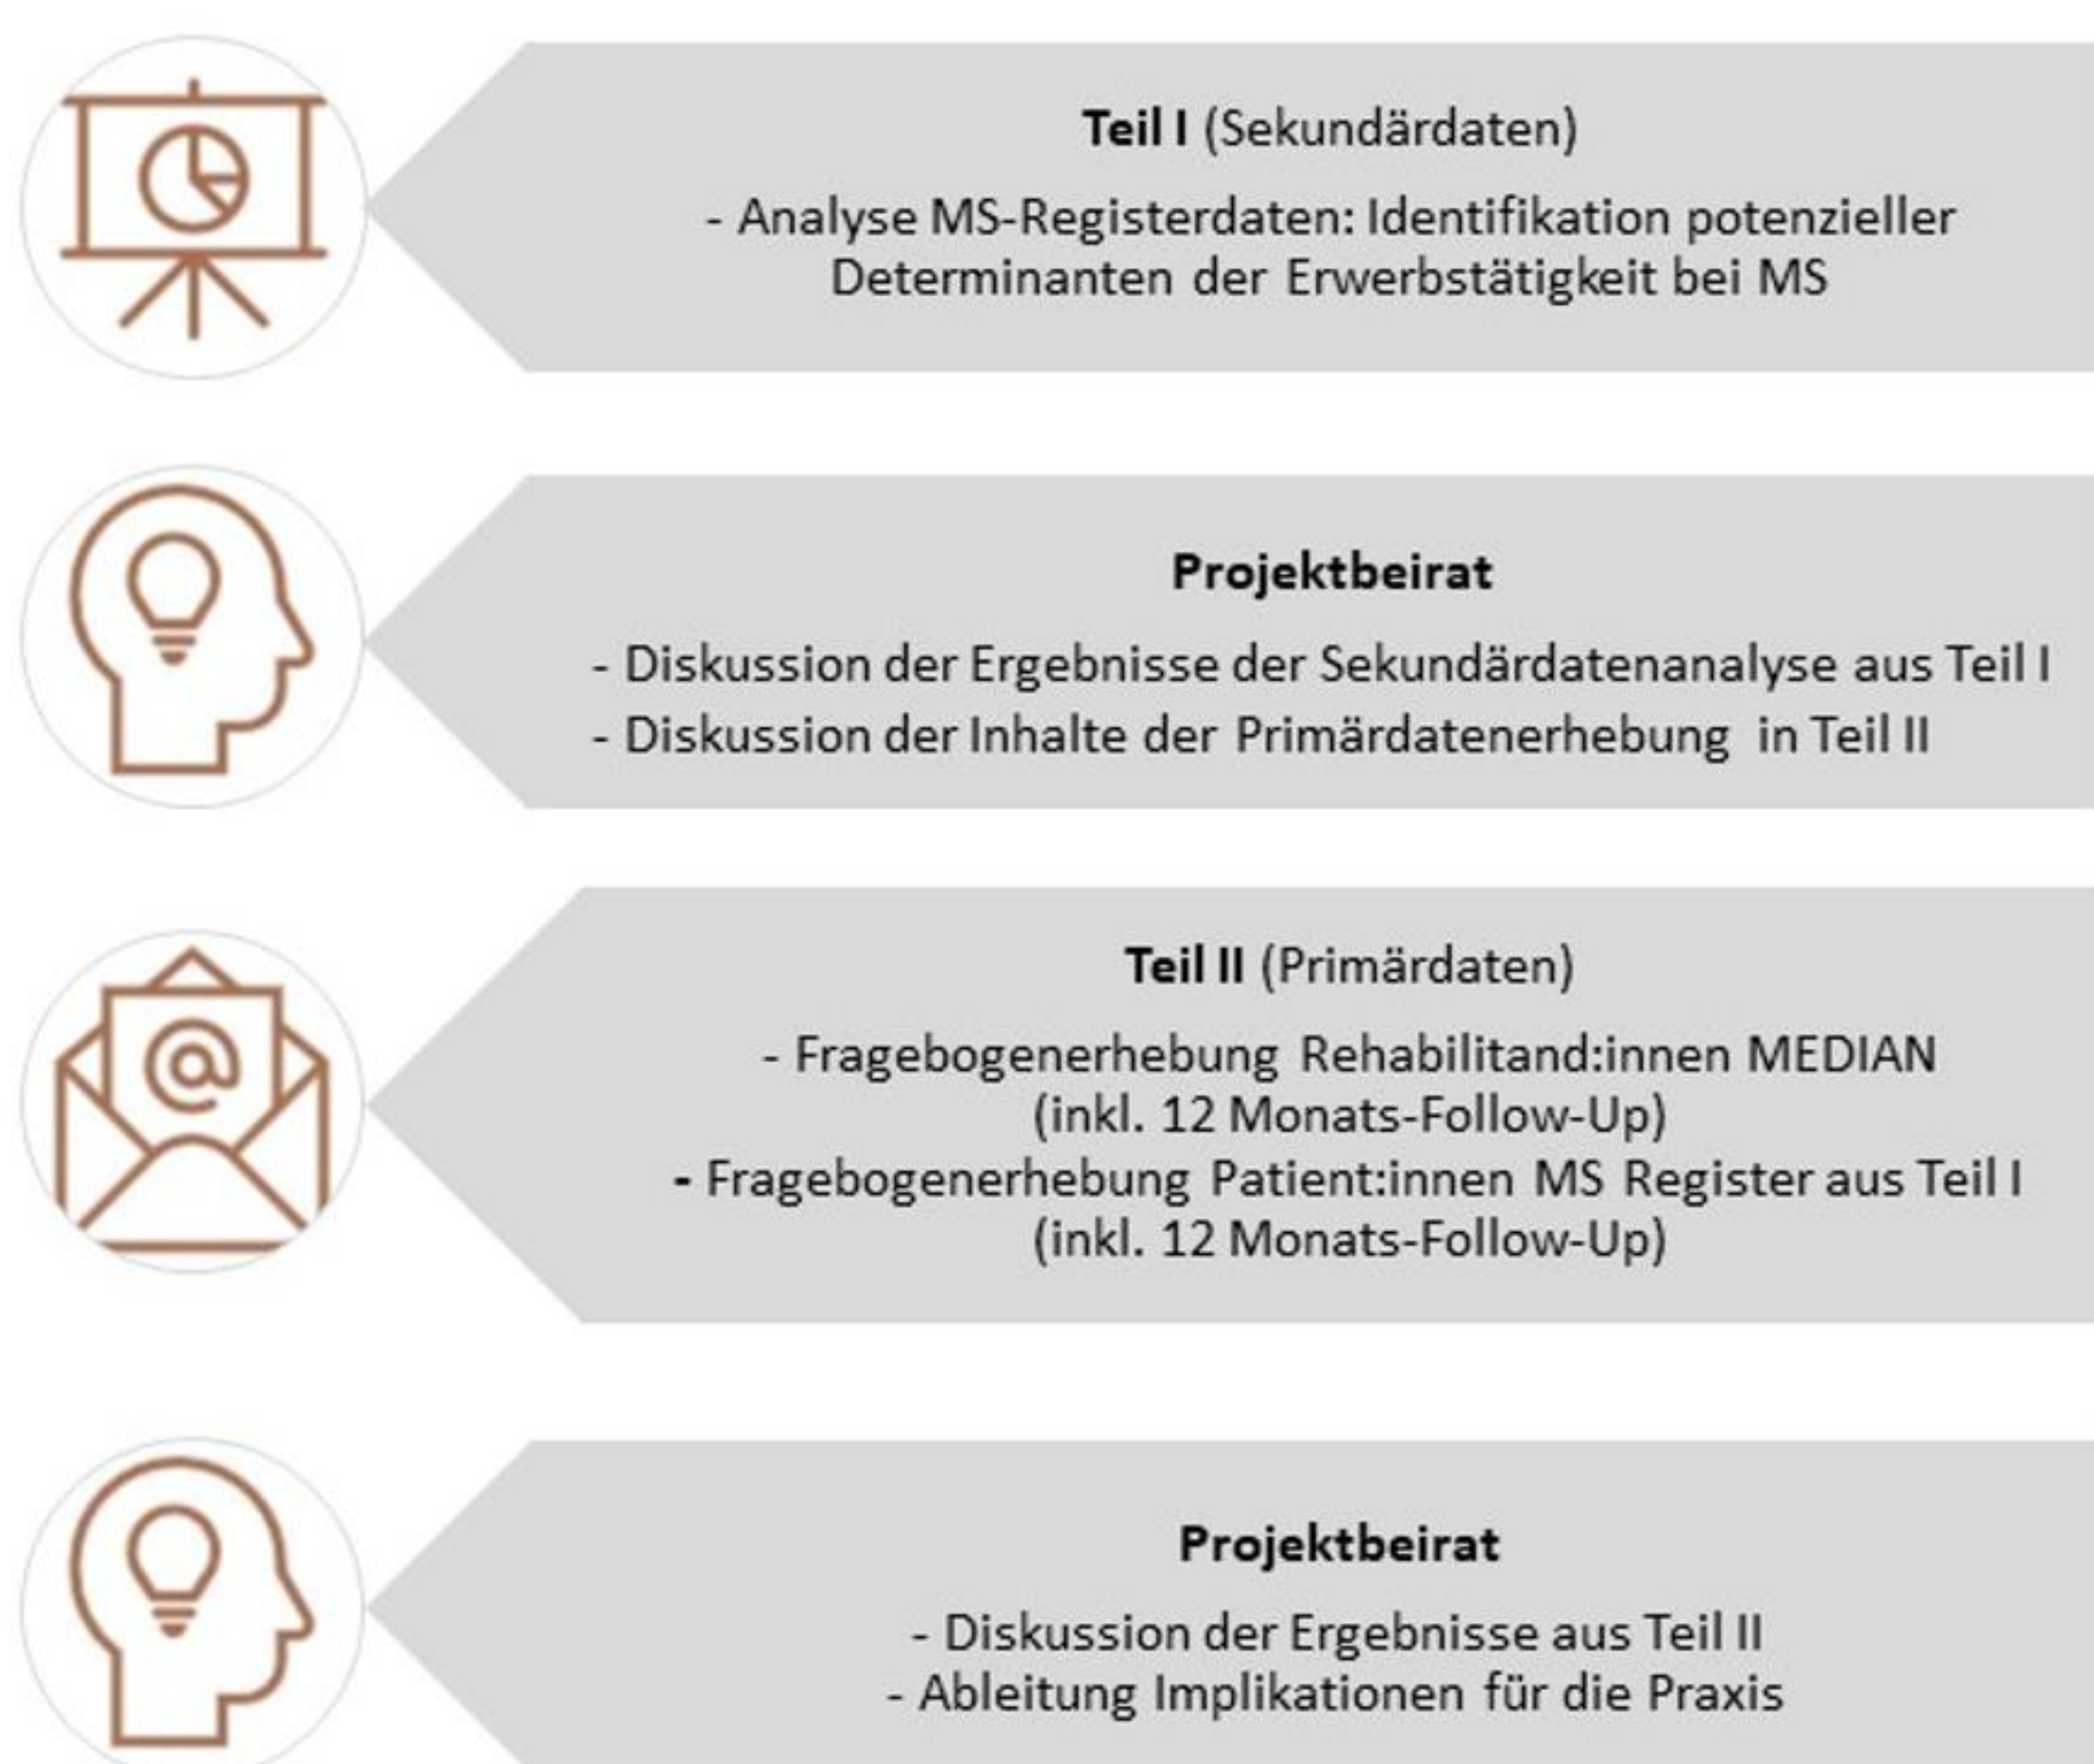 Teil I (Sekundärdaten)
- Analyse MS-Registerdaten: Identifikation potenzieller
Determinanten der Erwerbstätigkeit bei MS
Projektbeirat
- Diskussion der Ergebnisse der Sekundärdatenanalyse aus Teil I
- Diskussion der Inhalte der Primärdatenerhebung in Teil II
@
Teil II (Primärdaten)
- Fragebogenerhebung Rehabilitand:innen MEDIAN
(inkl. 12 Monats-Follow-Up)
- Fragebogenerhebung Patient:innen MS Register aus Teil I
(inkl. 12 Monats-Follow-Up)
Projektbeirat
- Diskussion der Ergebnisse aus Teil II
- Ableitung Implikationen für die Praxis